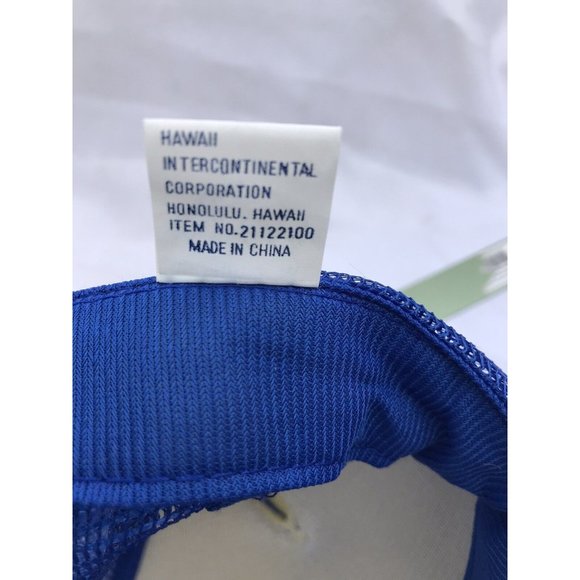 HAWAII
INTERCONTINENTAL
CORPORATION
HONOLULU. HAWAII
ITEM NO.21122100
MADE IN CHINA